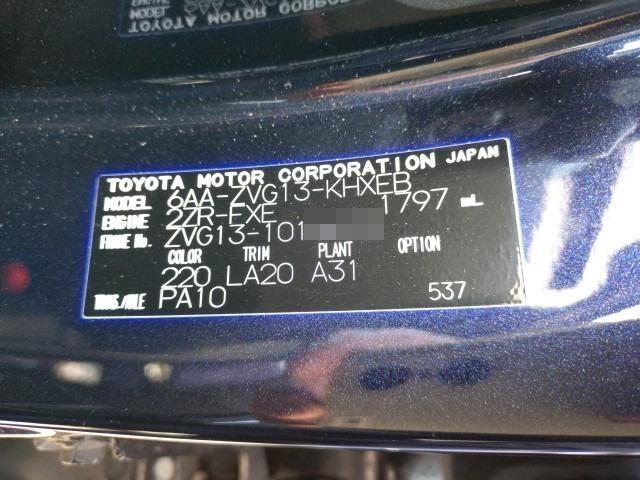 TOYOTA MOTOR CORPORATION JAPAN
MODEL 6AA-ZVG13-KHXEB
ENGINE 2ZR-FXE 1797 mL
FRAME No. ZVG13-101
COLOR TRIM PLANT OPTION
220 LA20 A31
TRANS/AXLE PA10 537